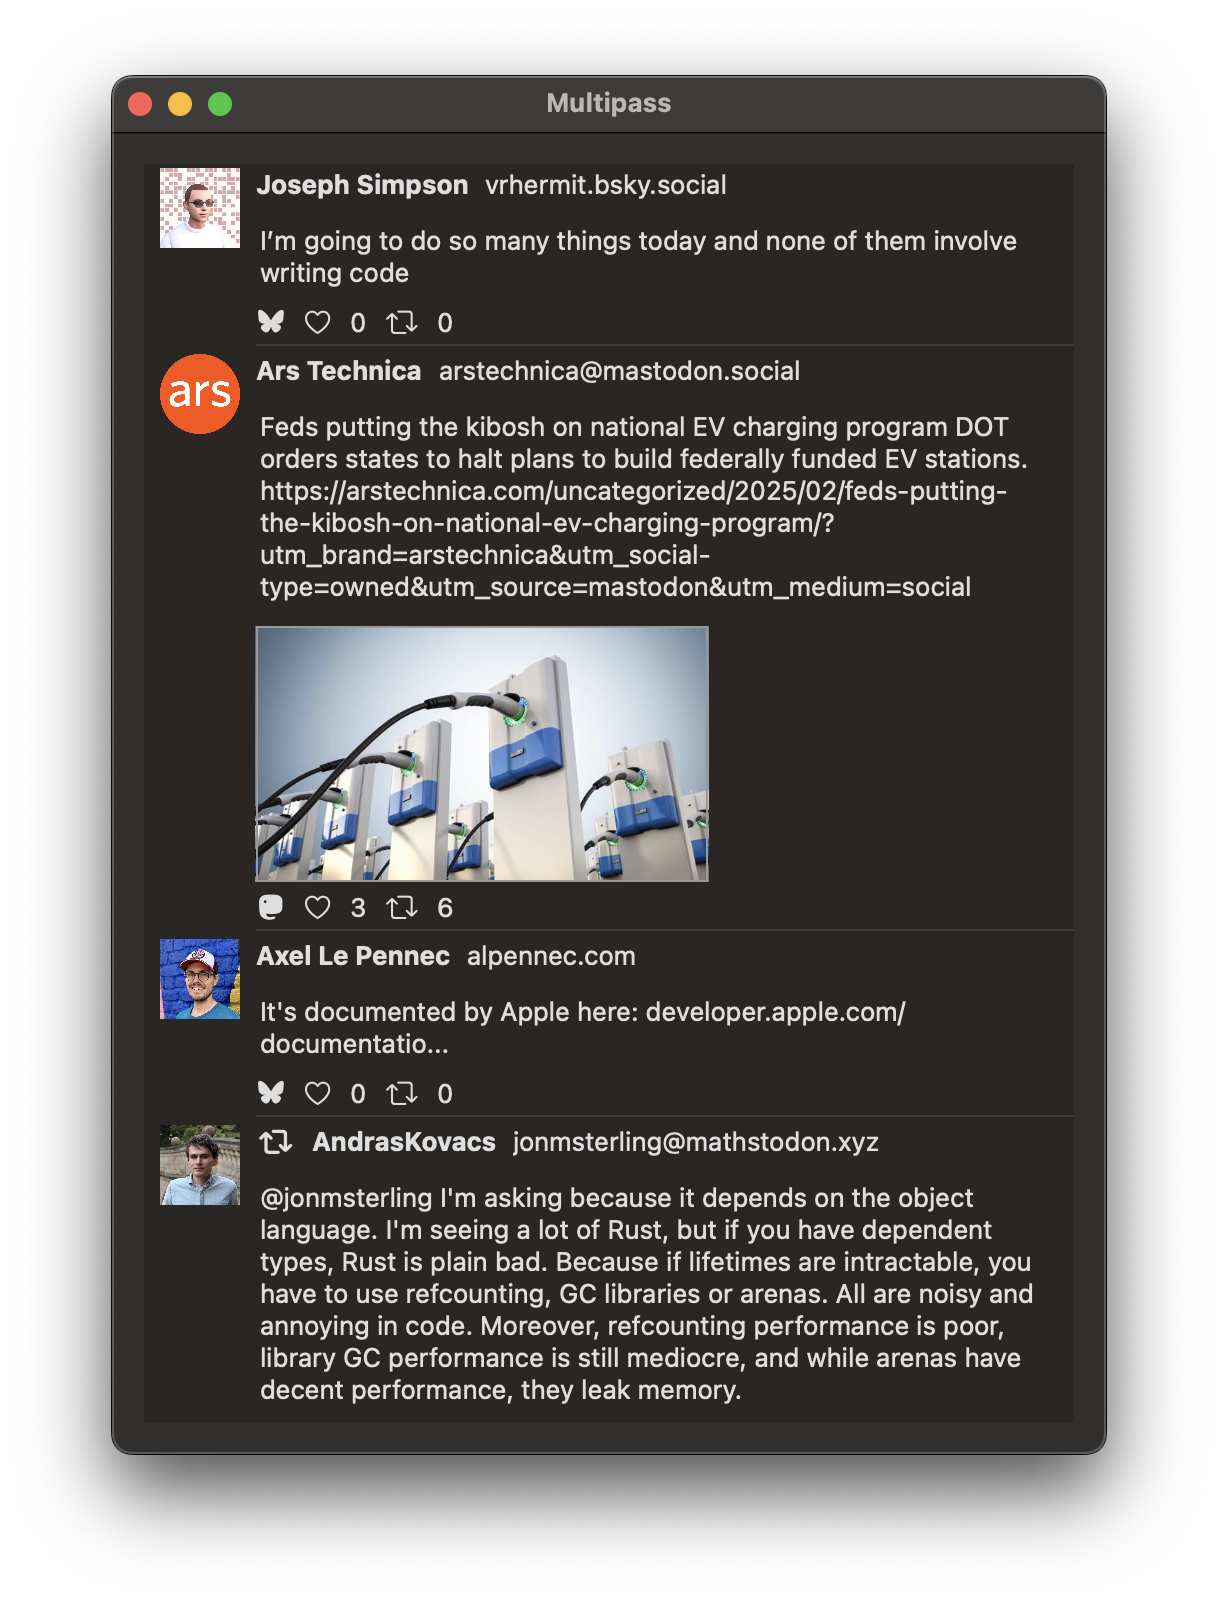 Multipass
Joseph Simpson vrhermit.bsky.social
I’m going to do so many things today and none of them involve
writing code
0 0
ars
Ars Technica arstechnica@mastodon.social
Feds putting the kibosh on national EV charging program DOT
orders states to halt plans to build federally funded EV stations.
https://arstechnica.com/uncategorized/2025/02/feds-putting-
the-kibosh-on-national-ev-charging-program/?
utm_brand=arstechnica&utm_social-
type=owned&utm_source=mastodon&utm_medium=social
3 6
Axel Le Pennec alpennec.com
It's documented by Apple here: developer.apple.com/
documentatio...
0 0
AndrasKovacs jonmsterling@mathstodon.xyz
@jonmsterling I'm asking because it depends on the object
language. I'm seeing a lot of Rust, but if you have dependent
types, Rust is plain bad. Because if lifetimes are intractable, you
have to use refcounting, GC libraries or arenas. All are noisy and
annoying in code. Moreover, refcounting performance is poor,
library GC performance is still mediocre, and while arenas have
decent performance, they leak memory.